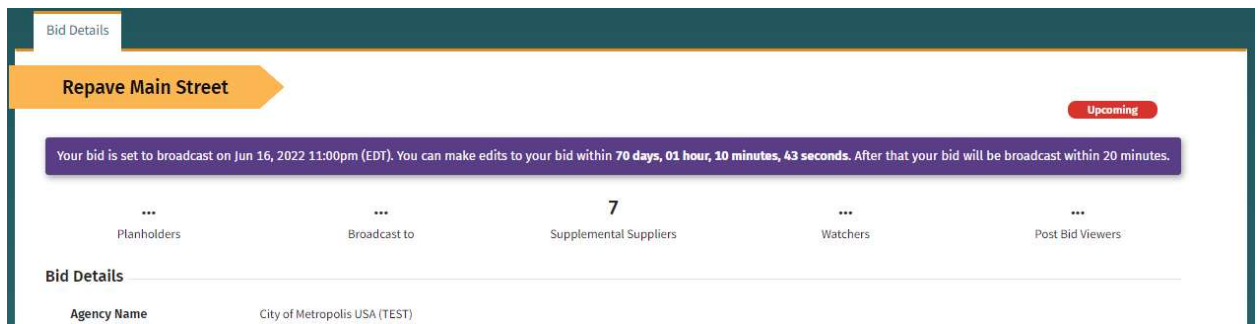 Bid Details
Repave Main Street
Upcoming
Your bid is set to broadcast on Jun 16, 2022 11:00pm (EDT). You can make edits to your bid within 70 days, 01 hour, 10 minutes, 43 seconds. After that your bid will be broadcast within 20 minutes.
... ... 7 ... ...
Planholders Broadcast to Supplemental Suppliers Watchers Post Bid Viewers
Bid Details
Agency Name City of Metropolis USA (TEST)